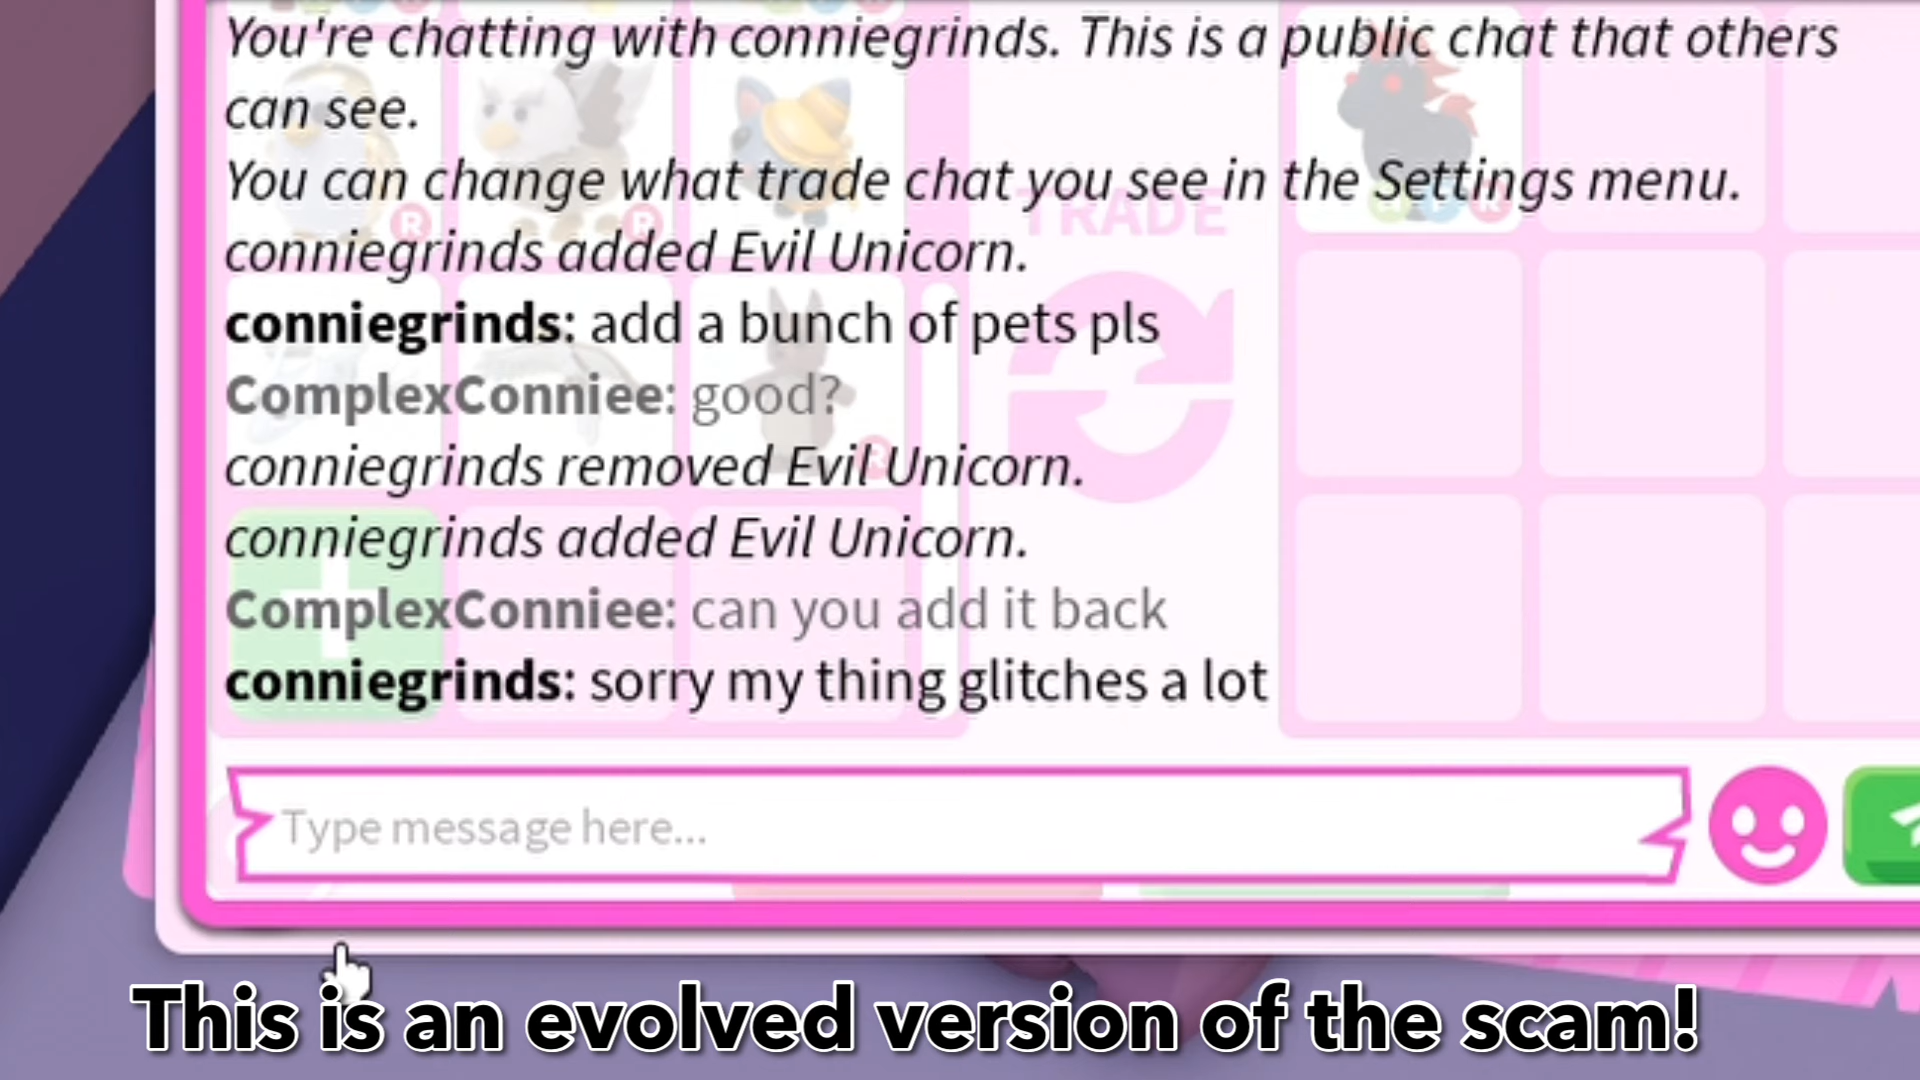 You're chatting with conniegrinds. This is a public chat that others
can see.
You can change what trade chat you see in the Settings menu.
TRADE
conniegrinds added Evil Unicorn.
conniegrinds: add a bunch of pets pls
ComplexConniee: good?
conniegrinds removed Evil Unicorn.
conniegrinds added Evil Unicorn.
ComplexConniee: can you add it back
conniegrinds: sorry my thing glitches a lot
Type message here...
This is an evolved version of the scam!